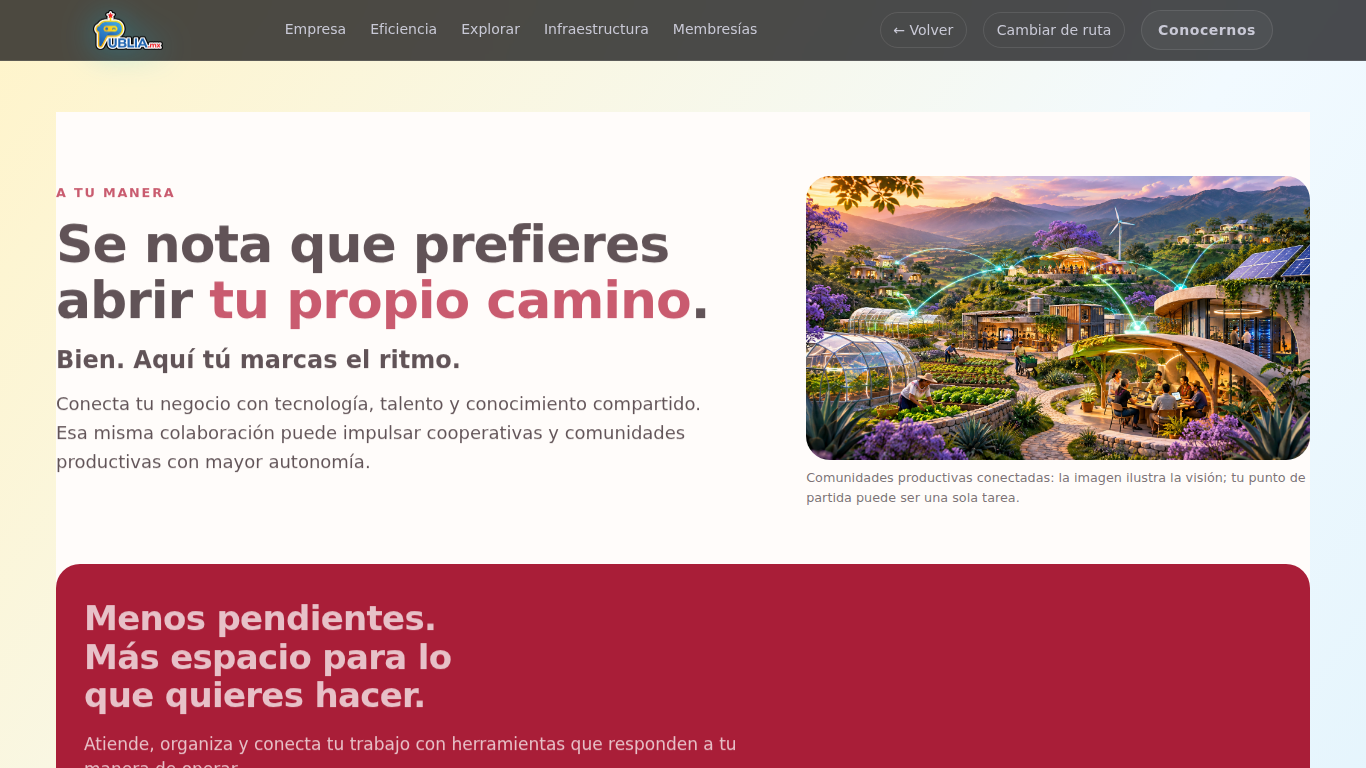 PUBLIA.mx
Empresa
Eficiencia
Explorar
Infraestructura
Membresías
← Volver
Cambiar de ruta
Conocernos
A TU MANERA
Se nota que prefieres
abrir tu propio camino.
Bien. Aquí tú marcas el ritmo.
Conecta tu negocio con tecnología, talento y conocimiento compartido.
Esa misma colaboración puede impulsar cooperativas y comunidades
productivas con mayor autonomía.
Comunidades productivas conectadas: la imagen ilustra la visión; tu punto de
partida puede ser una sola tarea.
Menos pendientes.
Más espacio para lo
que quieres hacer.
Atiende, organiza y conecta tu trabajo con herramientas que responden a tu
manera de operar.